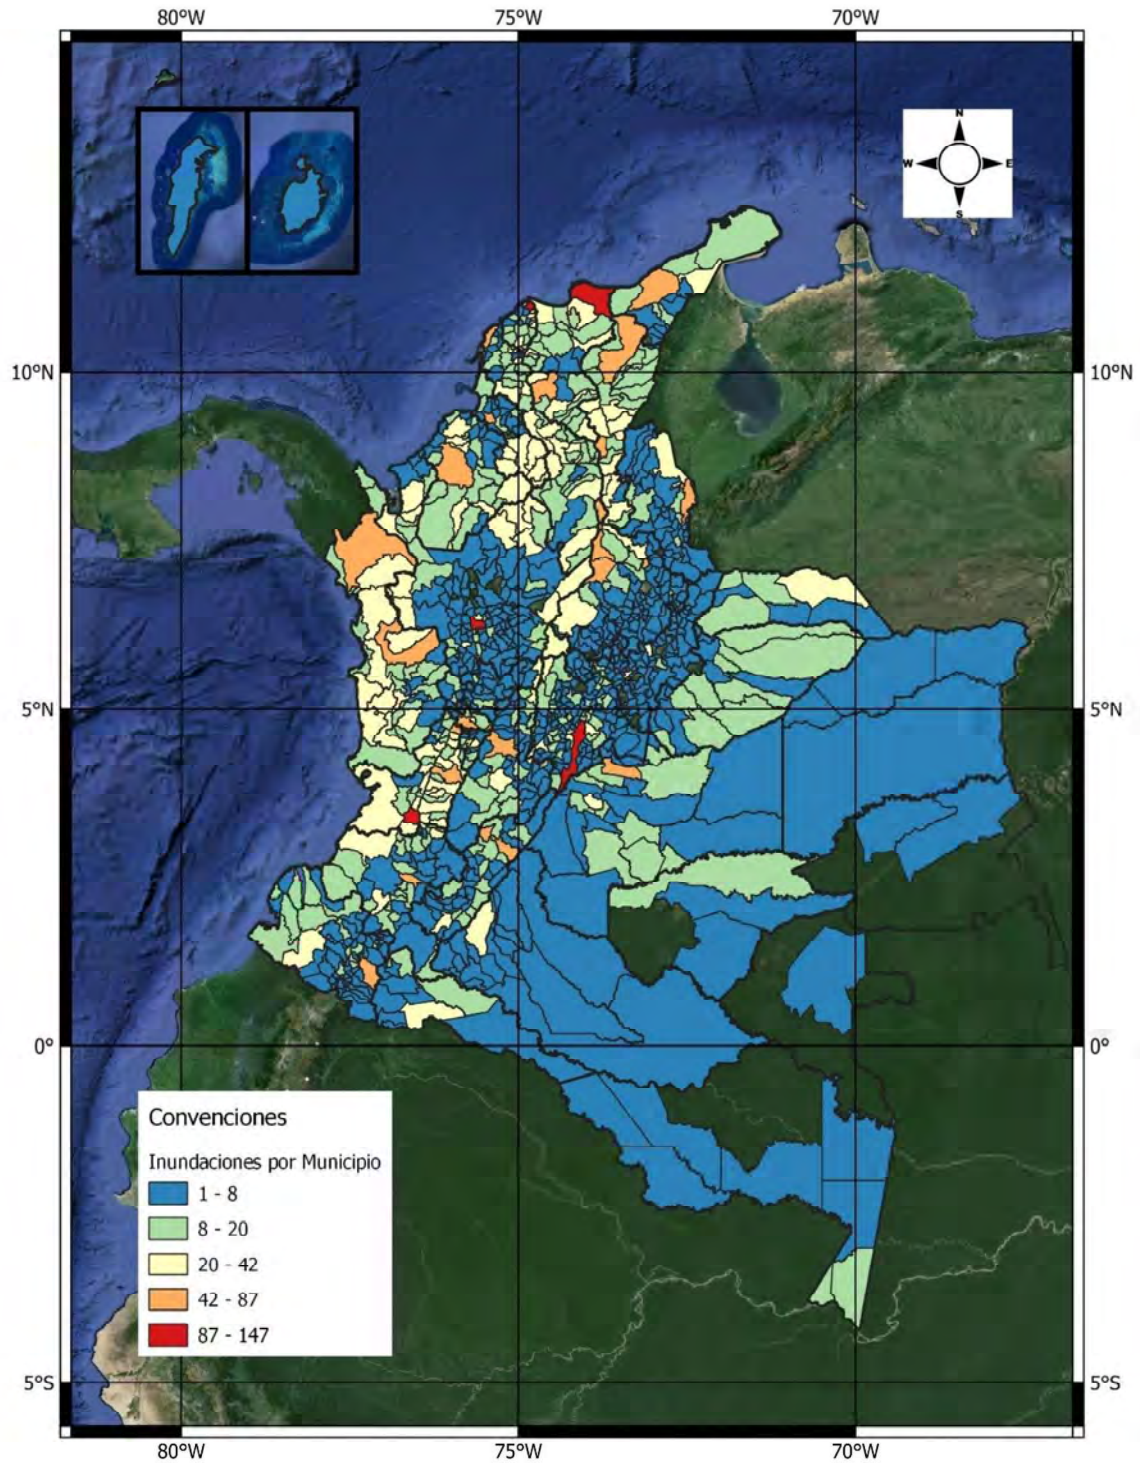 80°W 75°W 70°W
N
W E
S
10°N 10°N
5°N 5°N
0° 0°
Convenciones
Inundaciones por Municipio
1 - 8
8 - 20
20 - 42
42 - 87
87 - 147
5°S 5°S
80°W 75°W 70°W